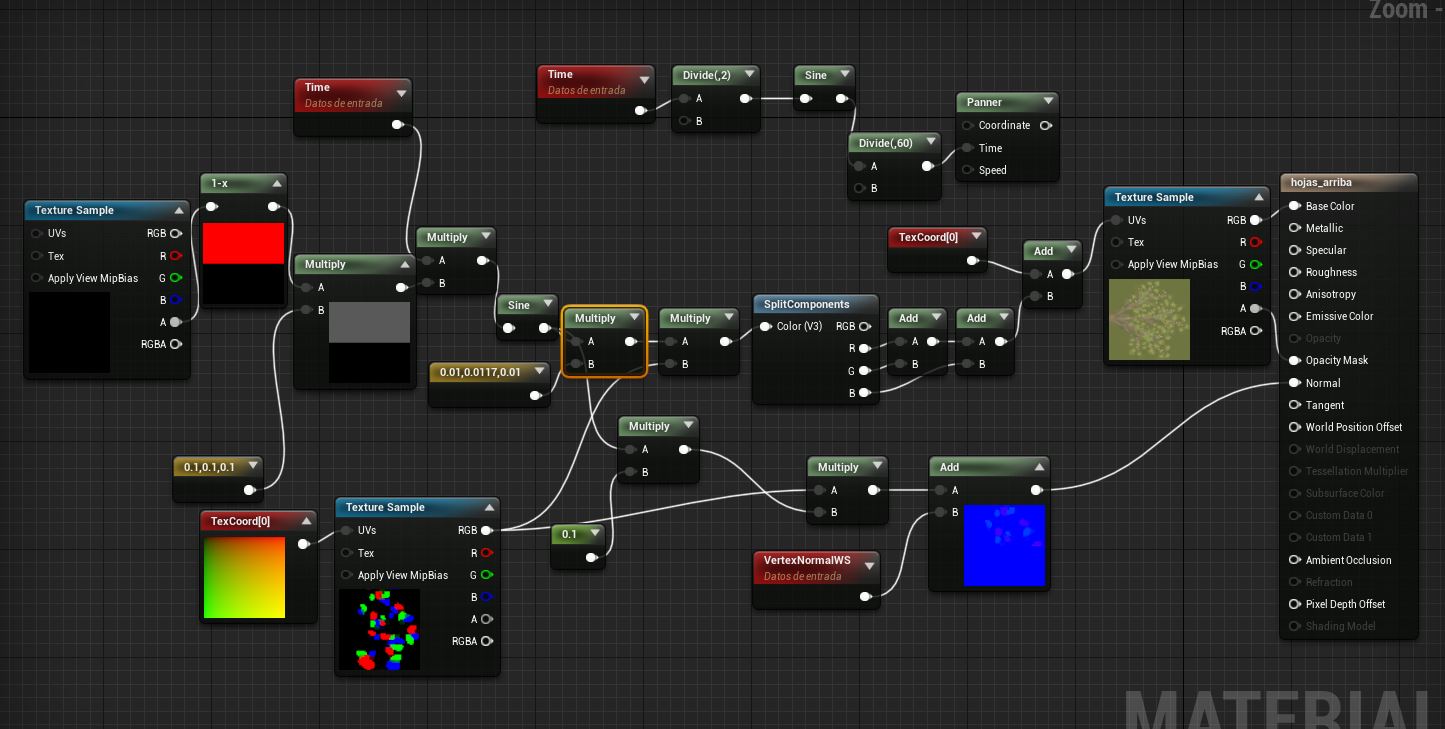 Zoom -
Time
Datos de entrada
Time
Datos de entrada
Divide(,2)
A
B
Sine
Divide(,60)
A
B
Panner
Coordinate
Time
Speed
Texture Sample
UVs
RGB
Tex
R
Apply View MipBias
G
B
A
RGBA
1-x
Multiply
A
B
Multiply
A
B
Sine
0.01,0.0117,0.01
Multiply
A
B
Multiply
A
B
SplitComponents
Color (V3)
RGB
R
G
B
Add
A
B
Add
A
B
TexCoord[0]
Add
A
B
Texture Sample
UVs
RGB
Tex
R
Apply View MipBias
G
B
A
RGBA
hojas_arriba
Base Color
Metallic
Specular
Roughness
Anisotropy
Emissive Color
Opacity
Opacity Mask
Normal
Tangent
World Position Offset
World Displacement
Tessellation Multiplier
Subsurface Color
Custom Data 0
Custom Data 1
Ambient Occlusion
Refraction
Pixel Depth Offset
Shading Model
0.1,0.1,0.1
TexCoord[0]
Texture Sample
UVs
RGB
Tex
R
Apply View MipBias
G
B
A
RGBA
Multiply
A
B
0.1
Multiply
A
B
VertexNormalWS
Datos de entrada
Add
A
B
MATERIAL